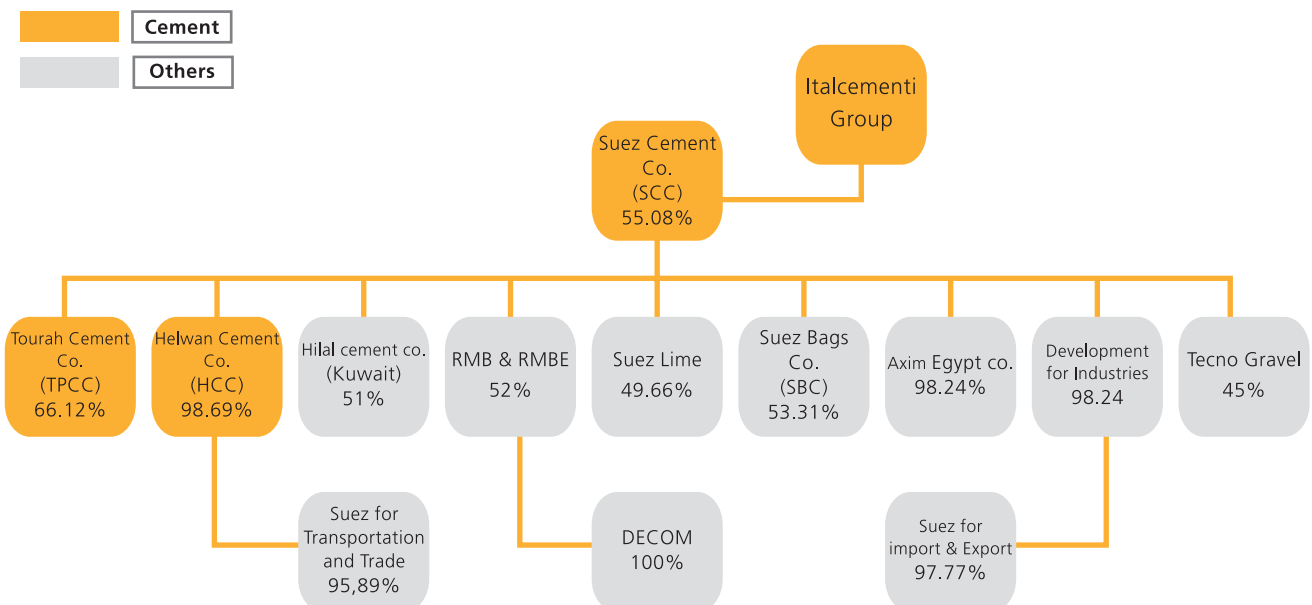 Cement
Others
Italcementi
Group
Suez Cement
Co.
(SCC)
55.08%
Tourah Cement
Co.
(TPCC)
66.12%
Helwan Cement
Co.
(HCC)
98.69%
Hilal cement co.
(Kuwait)
51%
RMB & RMBE
52%
Suez Lime
49.66%
Suez Bags
Co.
(SBC)
53.31%
Axim Egypt co.
98.24%
Development
for Industries
98.24
Tecno Gravel
45%
Suez for
Transportation
and Trade
95,89%
DECOM
100%
Suez for
import & Export
97.77%